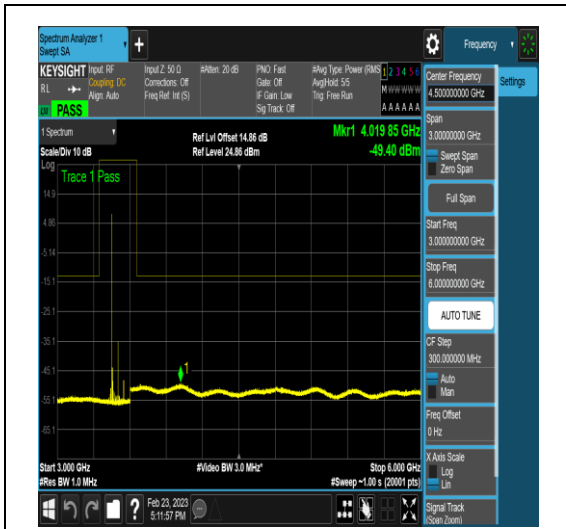 Spectrum Analyzer 1
Swept SA
Frequency
KEYSIGHT
RL
Input: RF
Coupling: DC
Align: Auto
Input Z: 50 Ω
Corrections: Off
Freq Ref: Int (S)
#Atten: 20 dB
PNO: Fast
Gate: Off
IF Gain: Low
Sig Track: Off
#Avg Type: Power (RMS
Avg|Hold: 5/5
Trig: Free Run
1 2 3 4 5 6
M W W W W W
A A A A A A
PASS
Settings
Center Frequency
4.500000000 GHz
Span
3.00000000 GHz
Swept Span
Zero Span
Full Span
Start Freq
3.000000000 GHz
Stop Freq
6.000000000 GHz
AUTO TUNE
CF Step
300.000000 MHz
Auto
Man
Freq Offset
0 Hz
X Axis Scale
Log
Lin
Signal Track
(Span Zoom)
1 Spectrum
Scale/Div 10 dB
Ref Lvl Offset 14.86 dB
Ref Level 24.86 dBm
Mkr1 4.019 85 GHz
-49.40 dBm
Log
Trace 1 Pass
14.9
4.86
-5.14
-15.1
-25.1
-35.1
-45.1
-55.1
-65.1
1
Start 3.000 GHz
#Res BW 1.0 MHz
#Video BW 3.0 MHz*
Stop 6.000 GHz
#Sweep ~1.00 s (20001 pts)
Feb 23, 2023
5:11:57 PM